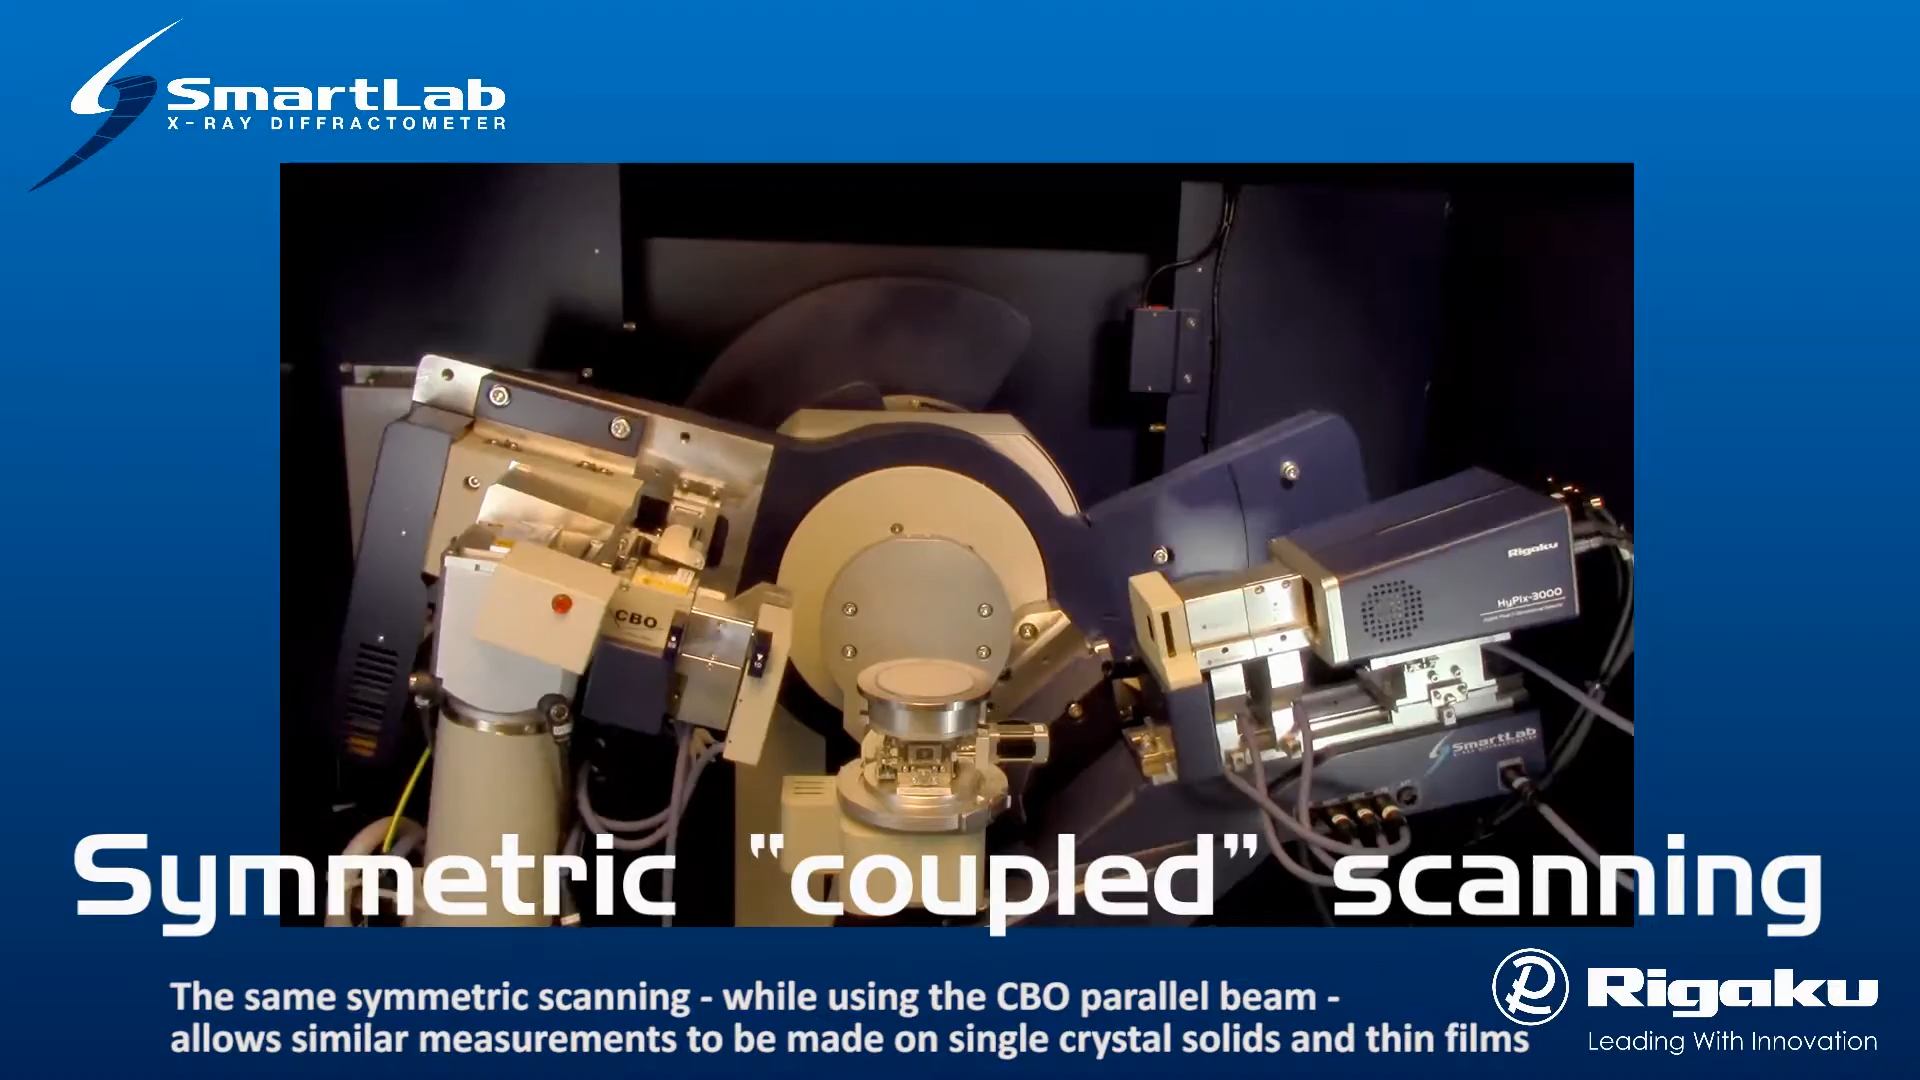 SmartLab
X-RAY DIFFRACTOMETER
Rigaku
HyPix-3000
CBO
SmartLab
X-RAY DIFFRACTOMETER
Symmetric “coupled” scanning
The same symmetric scanning - while using the CBO parallel beam -
allows similar measurements to be made on single crystal solids and thin films
Rigaku
Leading With Innovation